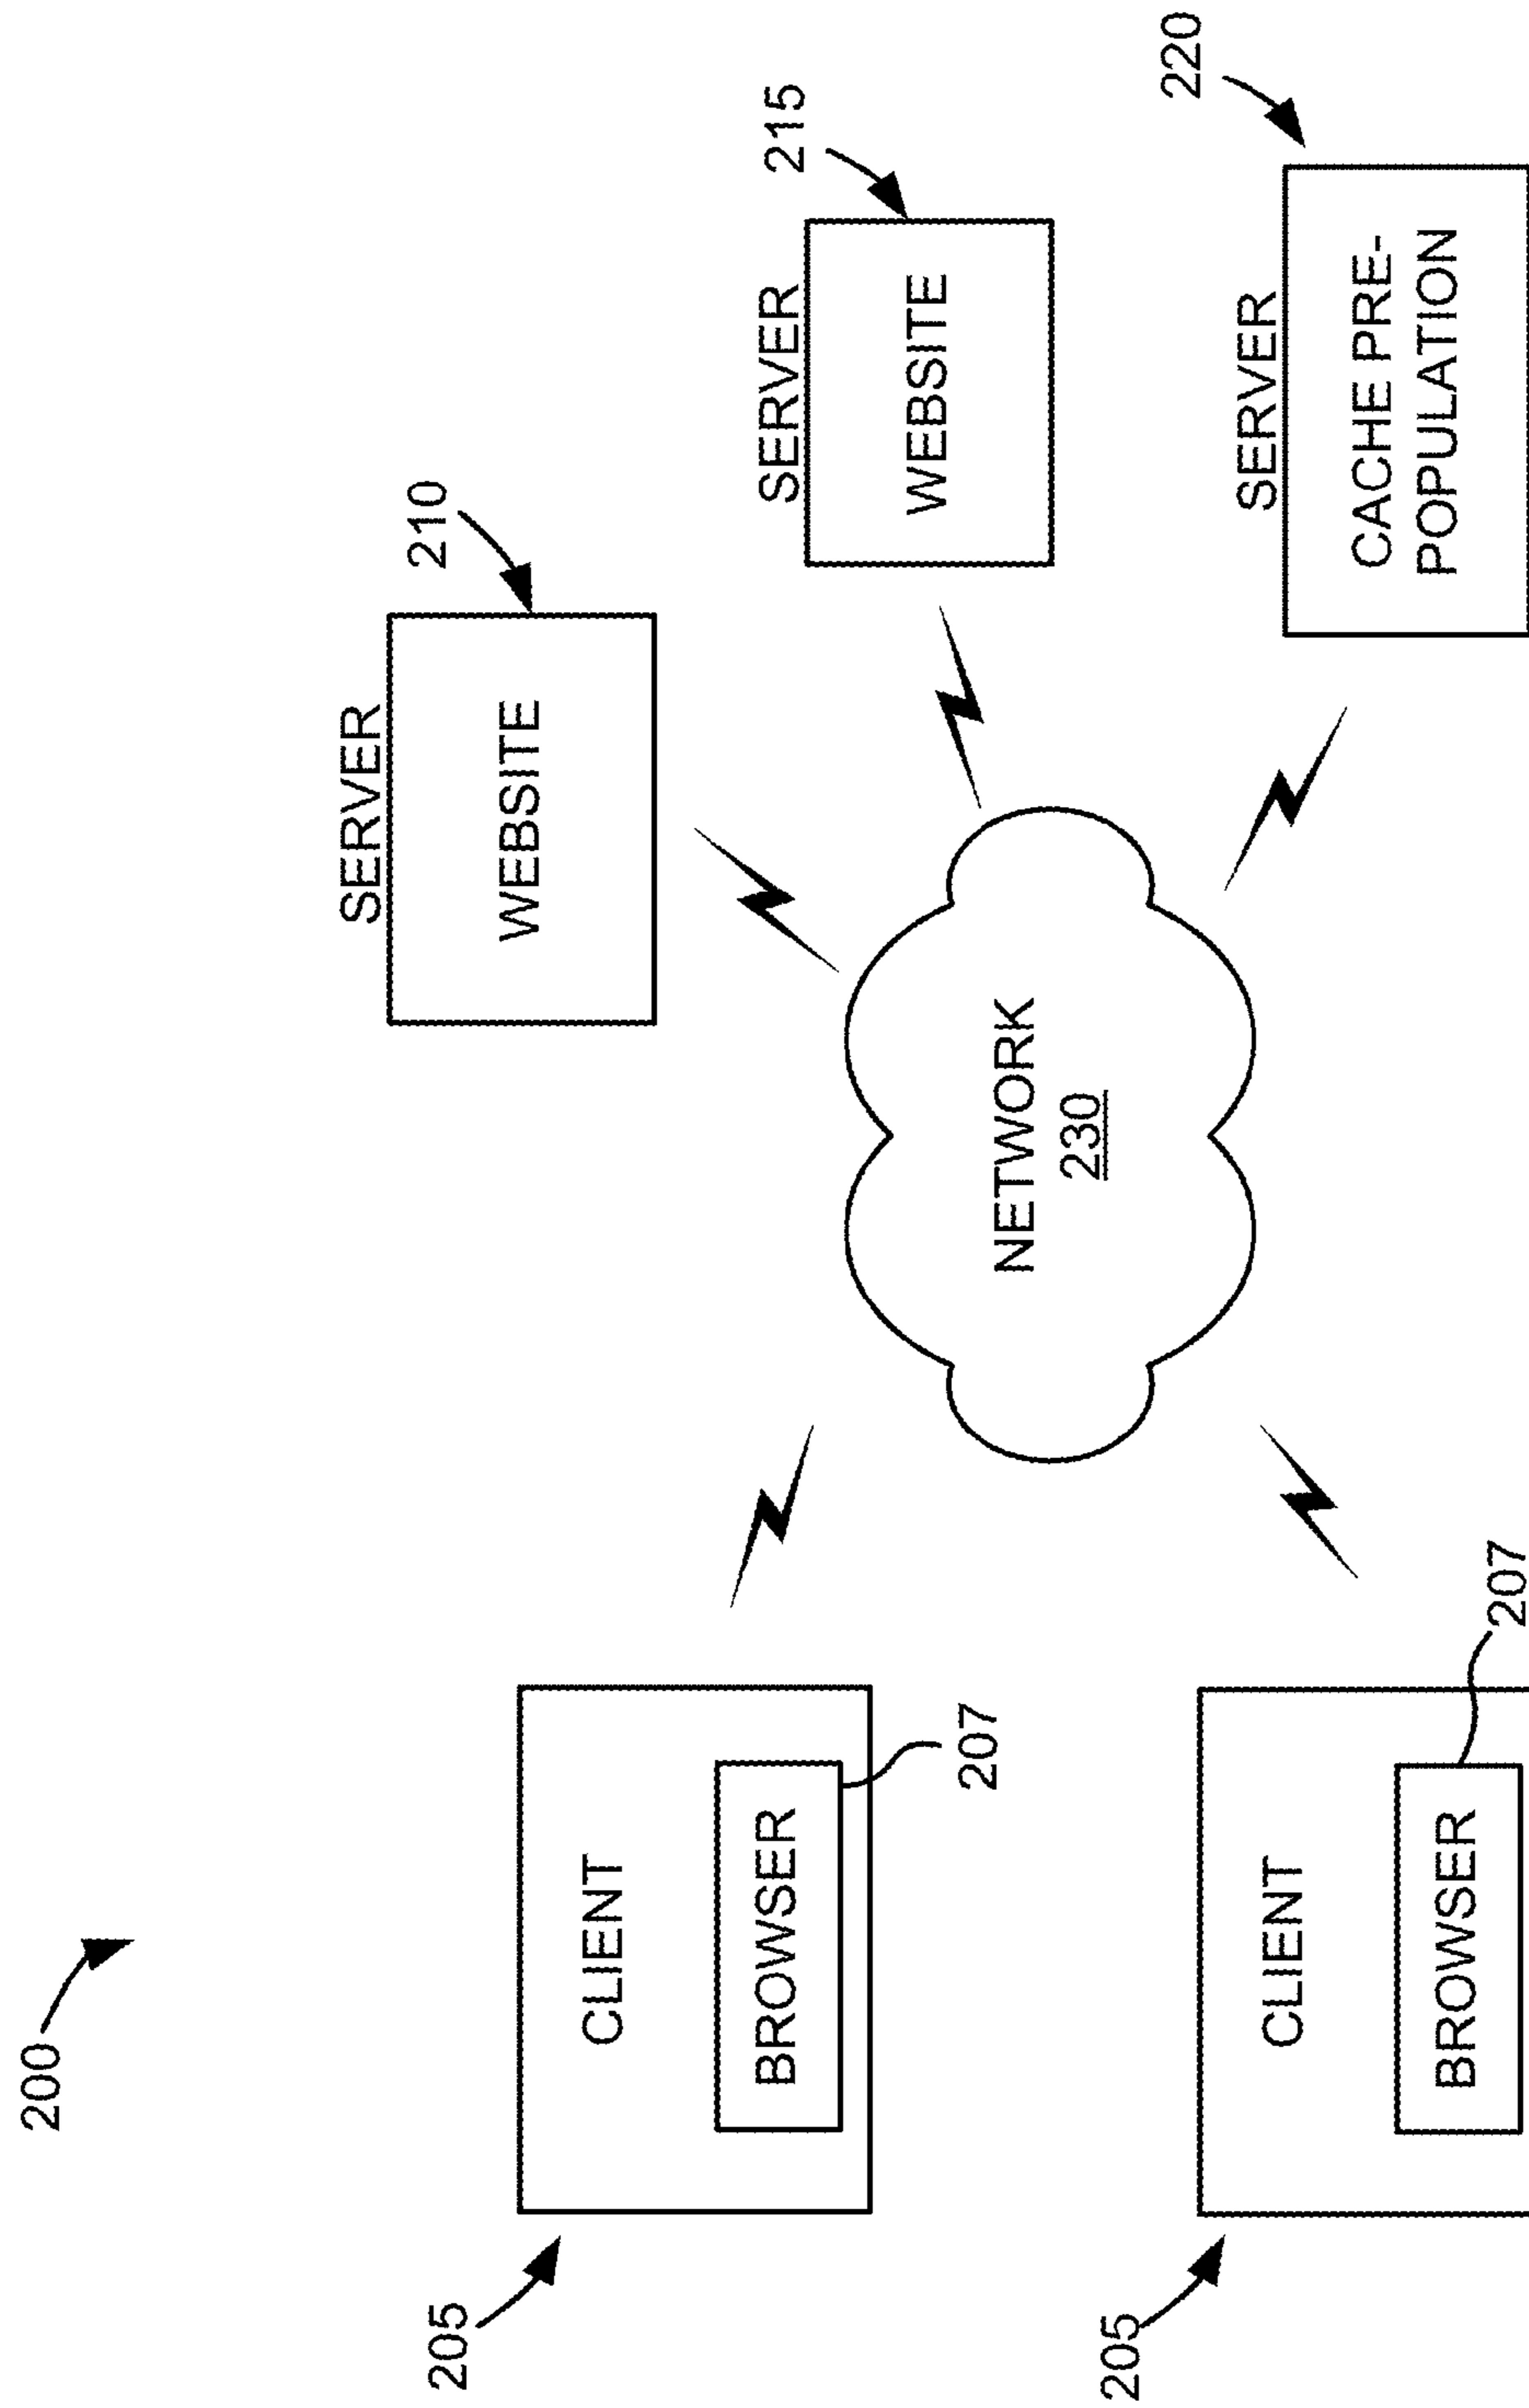 200
SERVER
210
WEBSITE
205
CLIENT
SERVER
215
WEBSITE
BROWSER
207
NETWORK
230
205
CLIENT
SERVER
220
CACHE PRE-
POPULATION
BROWSER
207